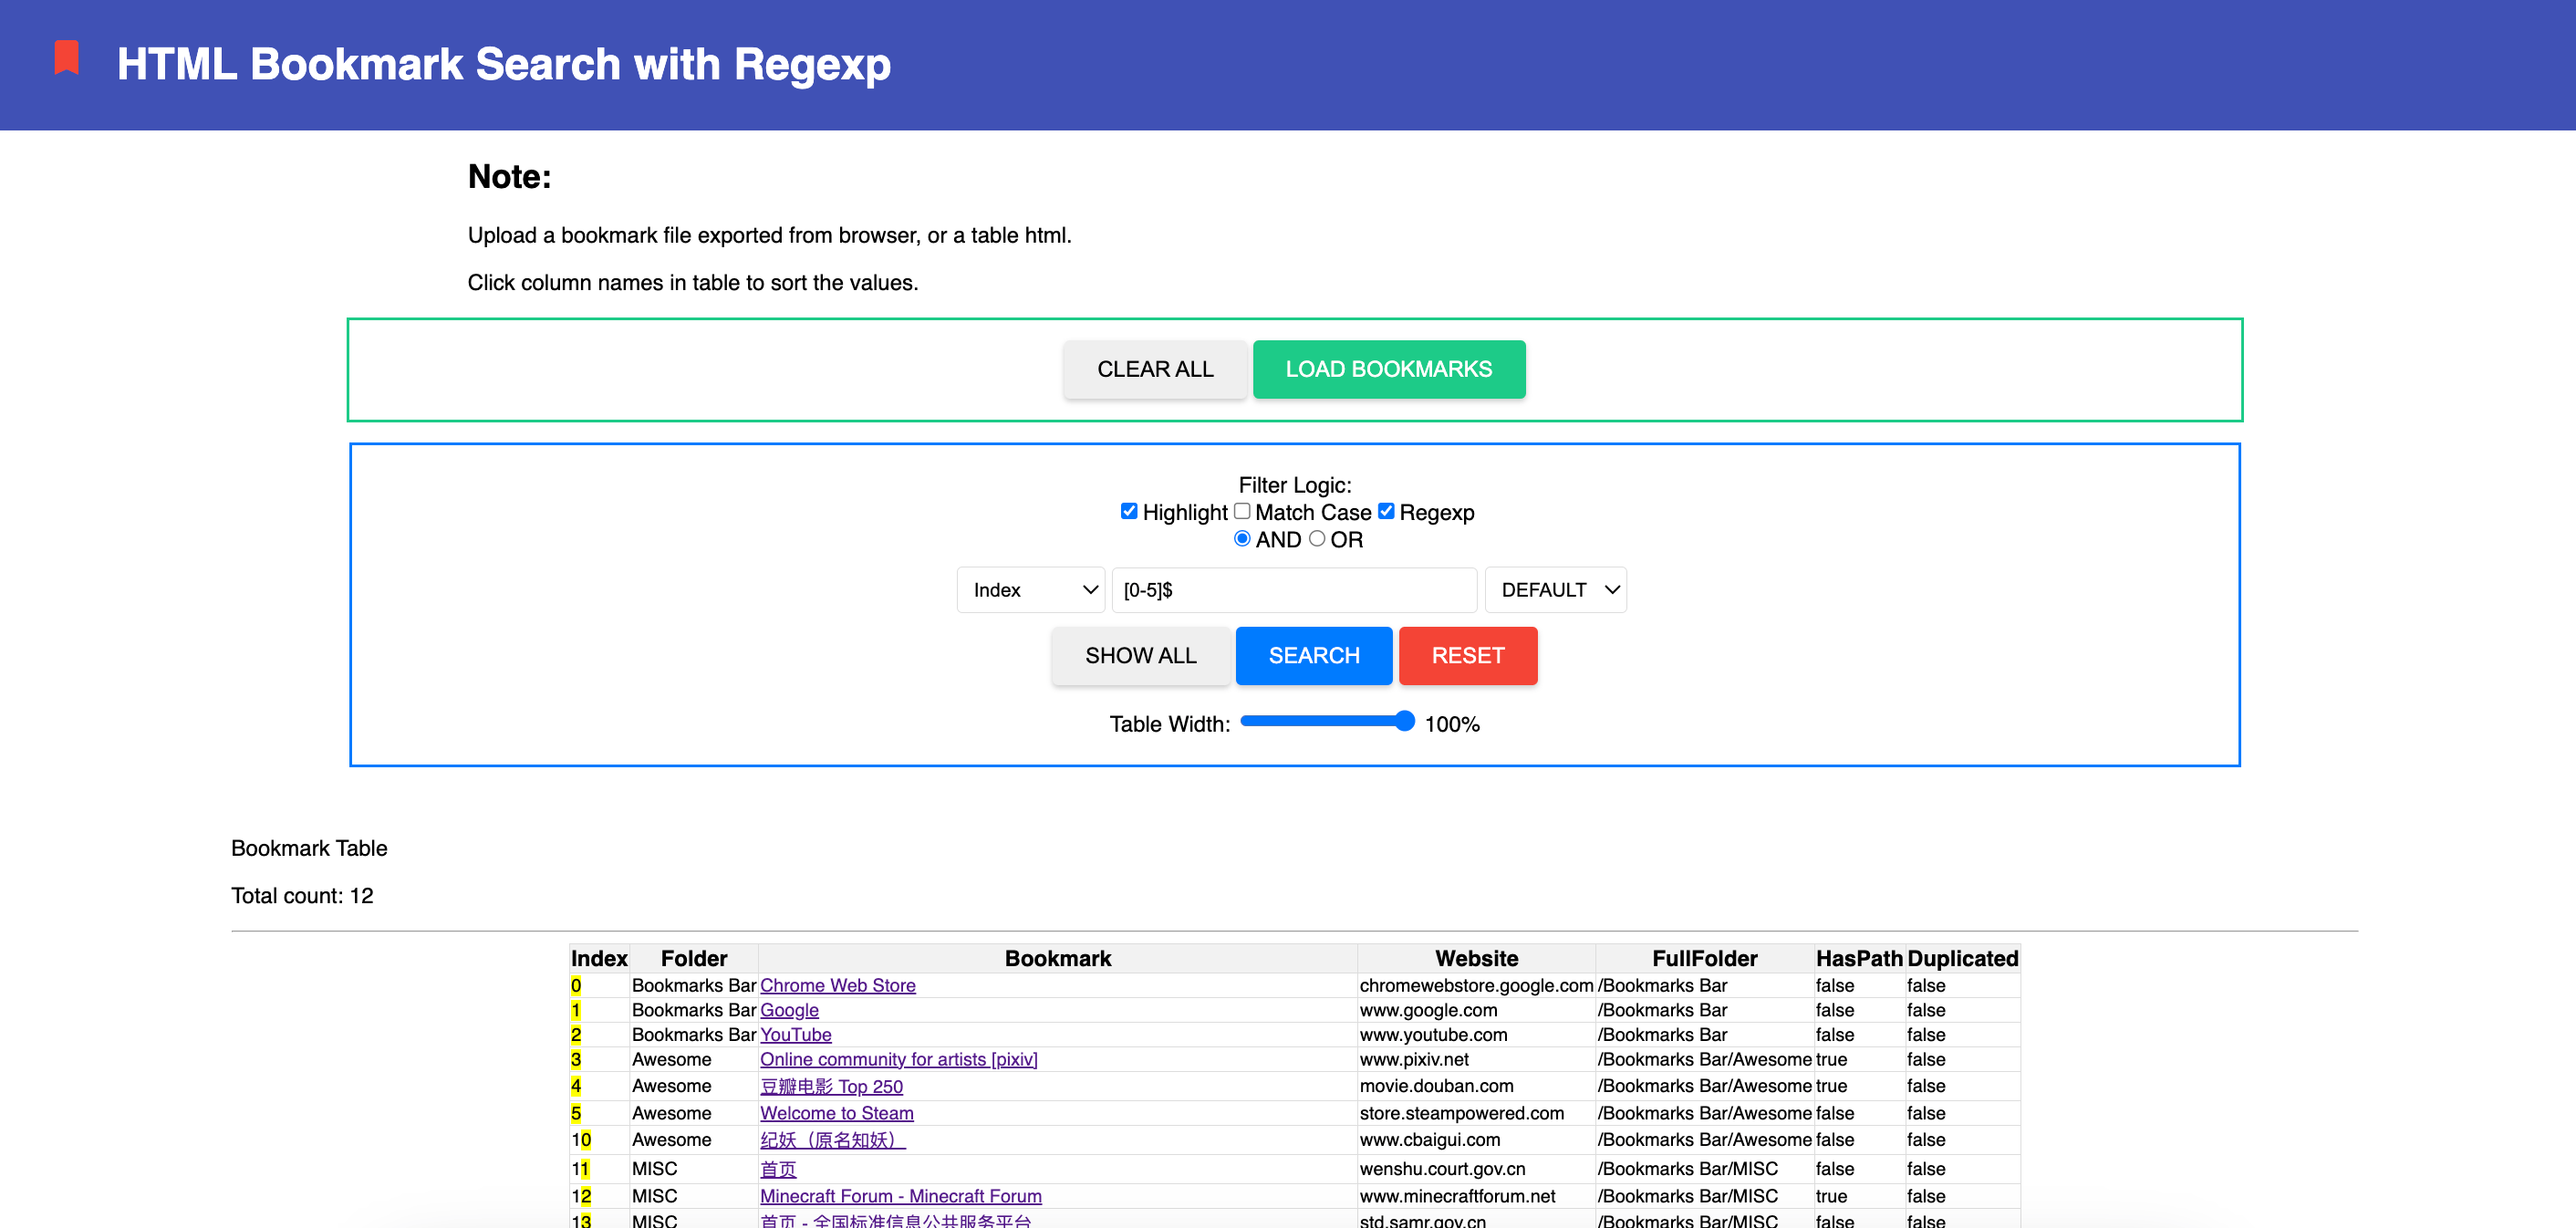 HTML Bookmark Search with Regexp
Note:
Upload a bookmark file exported from browser, or a table html.
Click column names in table to sort the values.
CLEAR ALL LOAD BOOKMARKS
Filter Logic:
Highlight Match Case Regexp
AND OR
Index [0-5]$ DEFAULT
SHOW ALL SEARCH RESET
Table Width: 100%
Bookmark Table
Total count: 12
Index Folder Bookmark Website FullFolder HasPath Duplicated
0 Bookmarks Bar Chrome Web Store chromewebstore.google.com /Bookmarks Bar false false
1 Bookmarks Bar Google www.google.com /Bookmarks Bar false false
2 Bookmarks Bar YouTube www.youtube.com /Bookmarks Bar false false
3 Awesome Online community for artists [pixiv] www.pixiv.net /Bookmarks Bar/Awesome true false
4 Awesome 豆瓣电影 Top 250 movie.douban.com /Bookmarks Bar/Awesome true false
5 Awesome Welcome to Steam store.steampowered.com /Bookmarks Bar/Awesome false false
10 Awesome 纪妖（原名知妖） www.cbaigui.com /Bookmarks Bar/Awesome false false
11 MISC 首页 wenshu.court.gov.cn /Bookmarks Bar/MISC false false
12 MISC Minecraft Forum - Minecraft Forum www.minecraftforum.net /Bookmarks Bar/MISC true false
13 MISC 首页 - 全国标准信息公共服务平台 std.samr.gov.cn /Bookmarks Bar/MISC false false